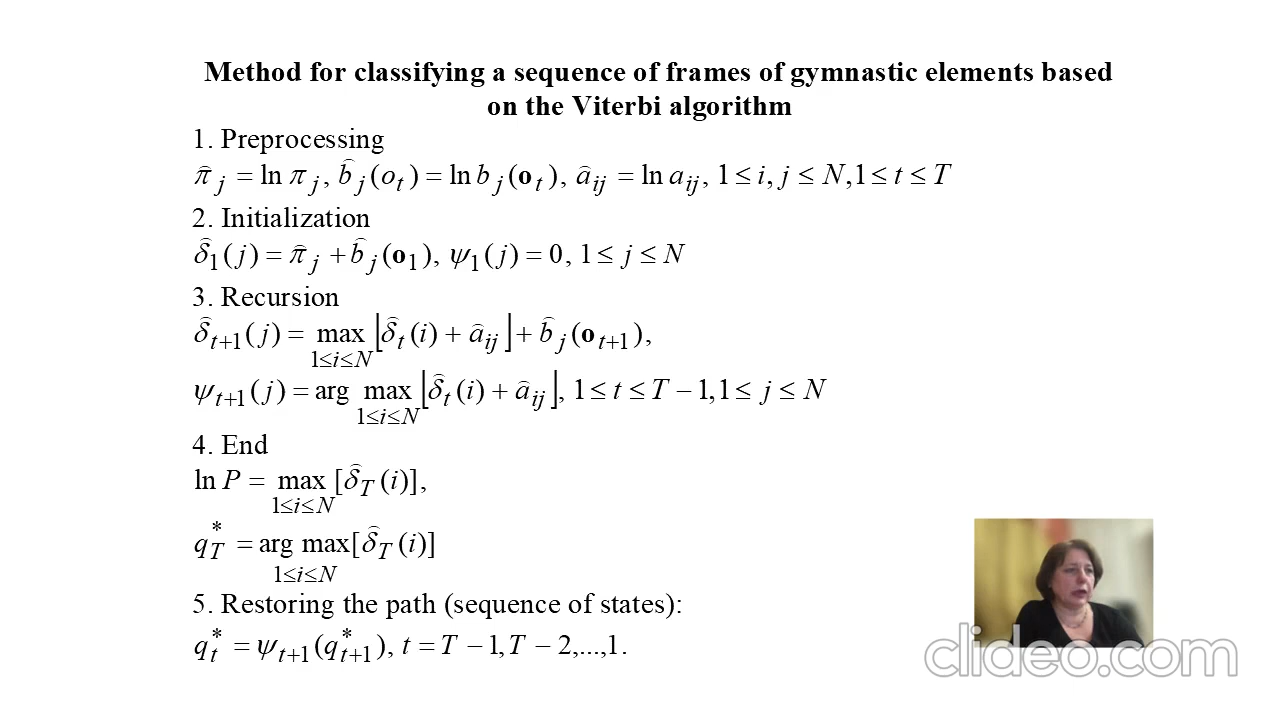 Method for classifying a sequence of frames of gymnastic elements based
on the Viterbi algorithm
1. Preprocessing
π̂_j = ln π_j, b̂_j(o_t) = ln b_j(𝐨_t), â_ij = ln a_ij, 1 ≤ i, j ≤ N, 1 ≤ t ≤ T
2. Initialization
δ̂_1(j) = π̂_j + b̂_j(𝐨_1), ψ_1(j) = 0, 1 ≤ j ≤ N
3. Recursion
δ̂_{t+1}(j) = max_{1≤i≤N} ⌊δ̂_t(i) + â_ij⌋ + b̂_j(𝐨_{t+1}),
ψ_{t+1}(j) = arg max_{1≤i≤N} ⌊δ̂_t(i) + â_ij⌋, 1 ≤ t ≤ T − 1, 1 ≤ j ≤ N
4. End
ln P = max_{1≤i≤N} [δ̂_T(i)],
q*_T = arg max_{1≤i≤N} [δ̂_T(i)]
5. Restoring the path (sequence of states):
q*_t = ψ_{t+1}(q*_{t+1}), t = T − 1, T − 2,...,1.
clideo.com